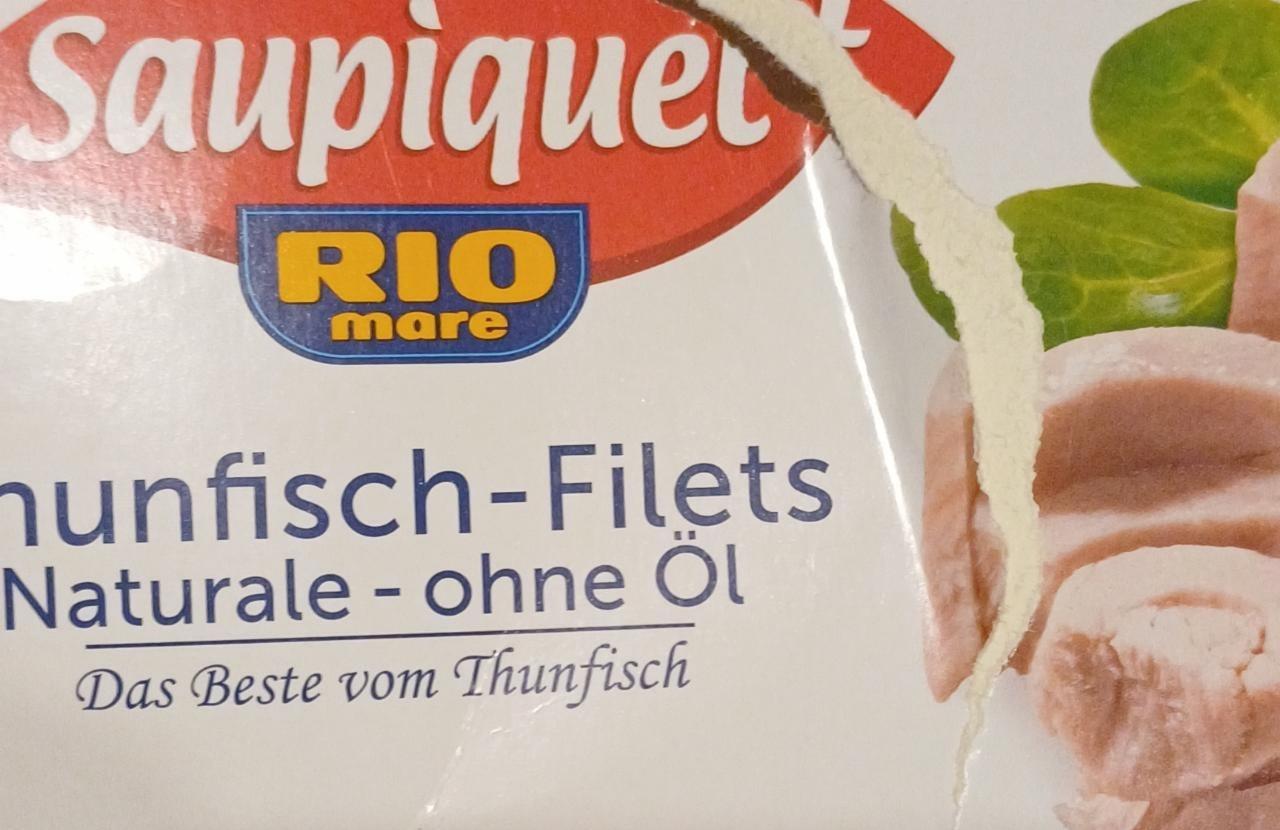 Saupiquet
RIO
mare
hunfisch-Filets
Naturale - ohne Öl
Das Beste vom Thunfisch